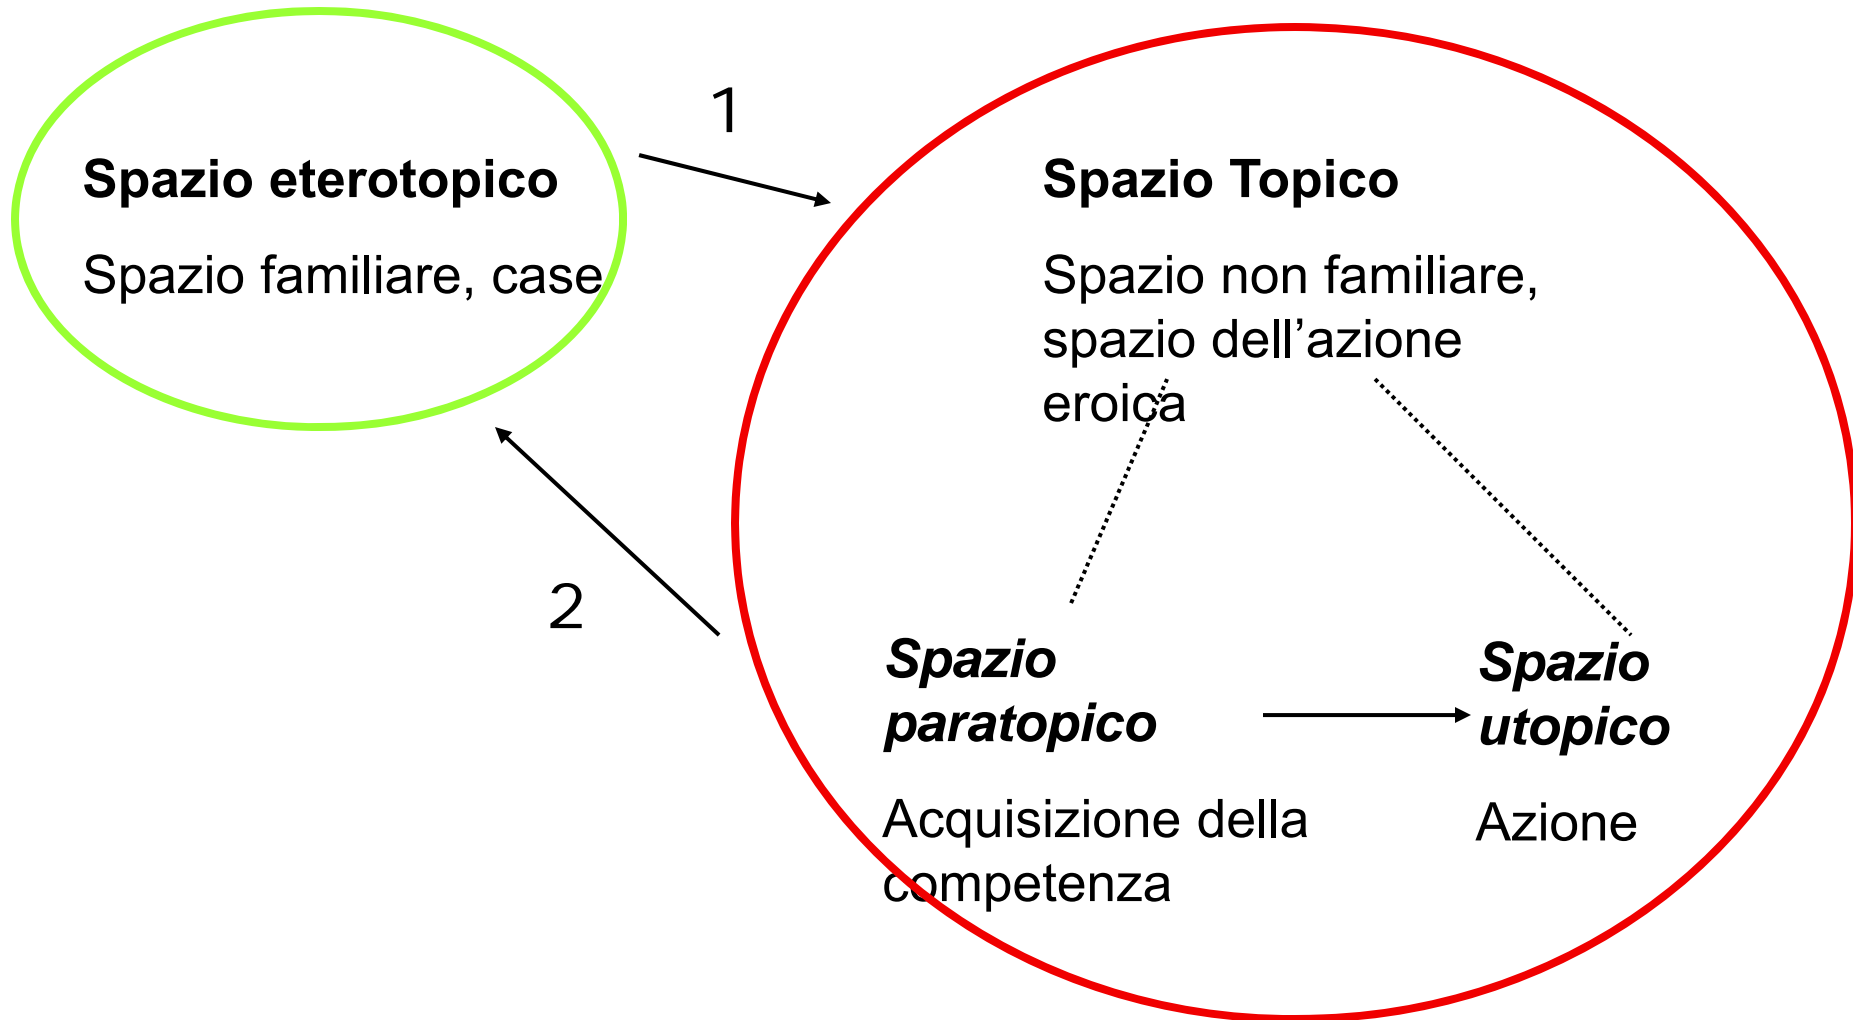 1
Spazio eterotopico
Spazio familiare, case
Spazio Topico
Spazio non familiare,
spazio dell’azione
eroica
2
Spazio
paratopico
Acquisizione della
competenza
Spazio
utopico
Azione